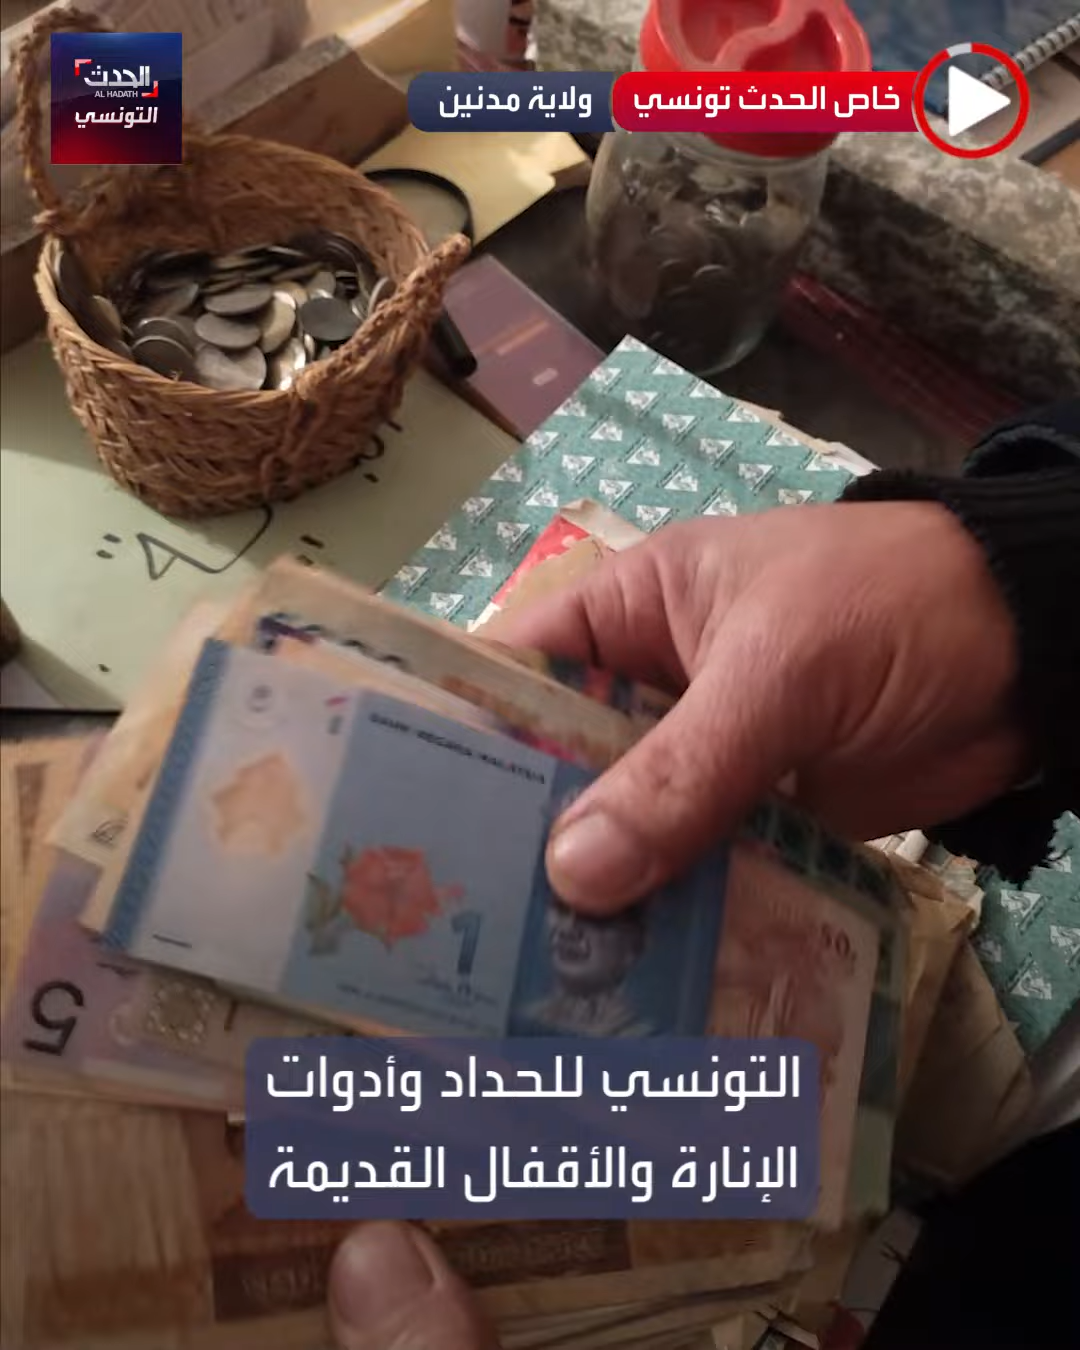 الحدث
AL HADATH
التونسي
خاص الحدث تونسي
ولاية مدنين
BANK NEGARA MALAYSIA
1
50
5
التونسي للحداد وأدوات
الإنارة والأقفال القديمة